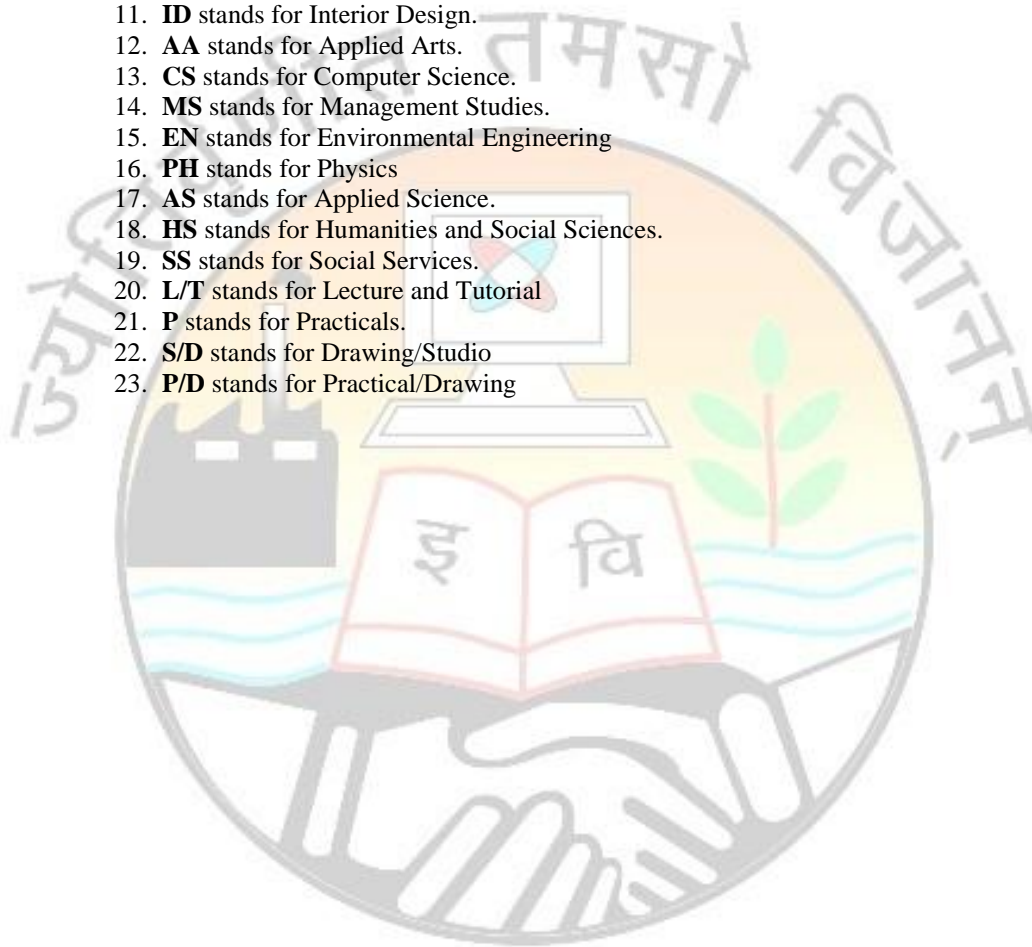 11. ID stands for Interior Design.
12. AA stands for Applied Arts.
13. CS stands for Computer Science.
14. MS stands for Management Studies.
15. EN stands for Environmental Engineering
16. PH stands for Physics
17. AS stands for Applied Science.
18. HS stands for Humanities and Social Sciences.
19. SS stands for Social Services.
20. L/T stands for Lecture and Tutorial
21. P stands for Practicals.
22. S/D stands for Drawing/Studio
23. P/D stands for Practical/Drawing
तमसो विजानन्
इ वि